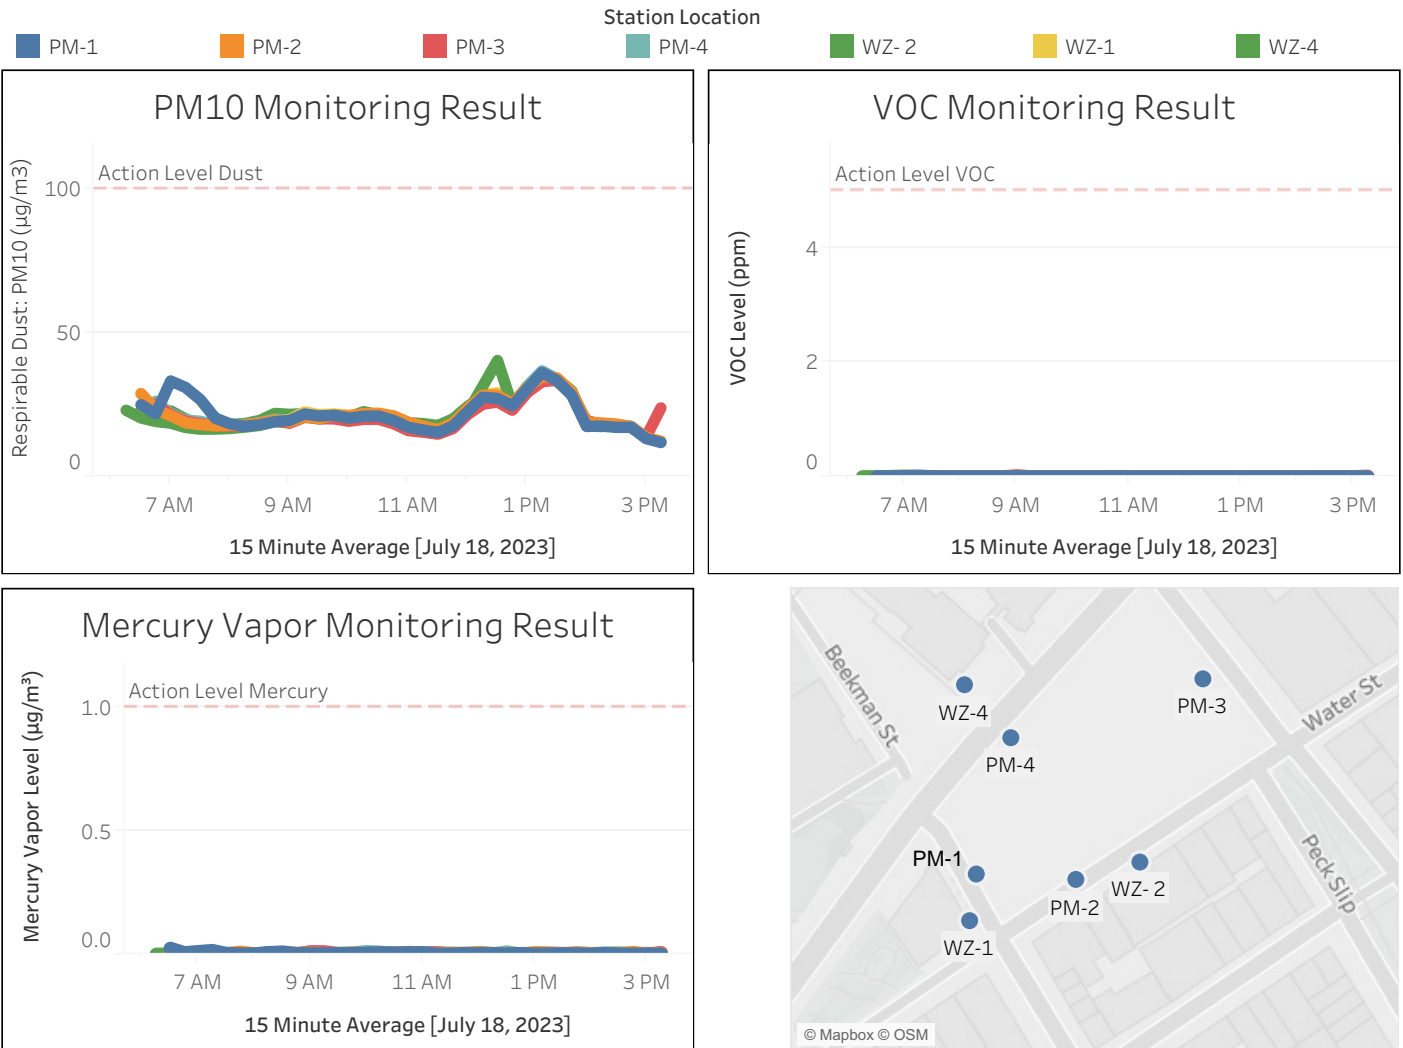 Station Location
PM-1 PM-2 PM-3 PM-4 WZ- 2 WZ-1 WZ-4
PM10 Monitoring Result
Respirable Dust: PM10 (µg/m3)
Action Level Dust
100
50
0
7 AM 9 AM 11 AM 1 PM 3 PM
15 Minute Average [July 18, 2023]
VOC Monitoring Result
VOC Level (ppm)
Action Level VOC
4
2
0
7 AM 9 AM 11 AM 1 PM 3 PM
15 Minute Average [July 18, 2023]
Mercury Vapor Monitoring Result
Mercury Vapor Level (µg/m³)
Action Level Mercury
1.0
0.5
0.0
7 AM 9 AM 11 AM 1 PM 3 PM
15 Minute Average [July 18, 2023]
Beekman St
WZ-4
PM-3
Water St
PM-4
PM-1
Peck Slip
WZ- 2
PM-2
WZ-1
© Mapbox © OSM